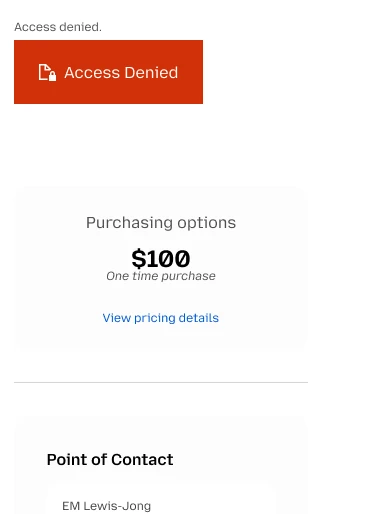 Access denied.
Access Denied
Purchasing options
$100
One time purchase
View pricing details
Point of Contact
EM Lewis-Jong